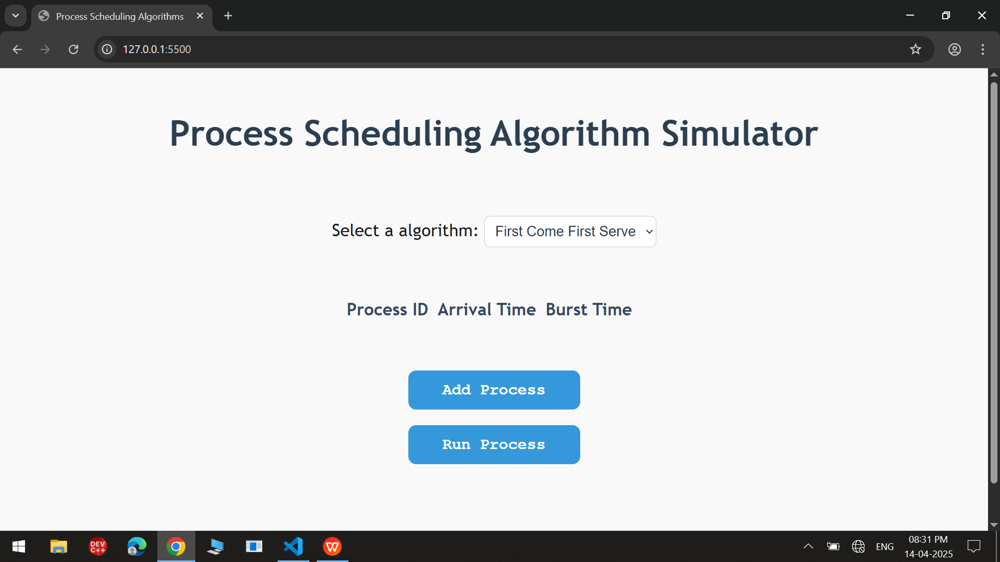 Process Scheduling Algorithms
127.0.0.1:5500
Process Scheduling Algorithm Simulator
Select a algorithm: First Come First Serve
Process ID Arrival Time Burst Time
Add Process
Run Process
DEV
C++
W
ENG
08:31 PM
14-04-2025